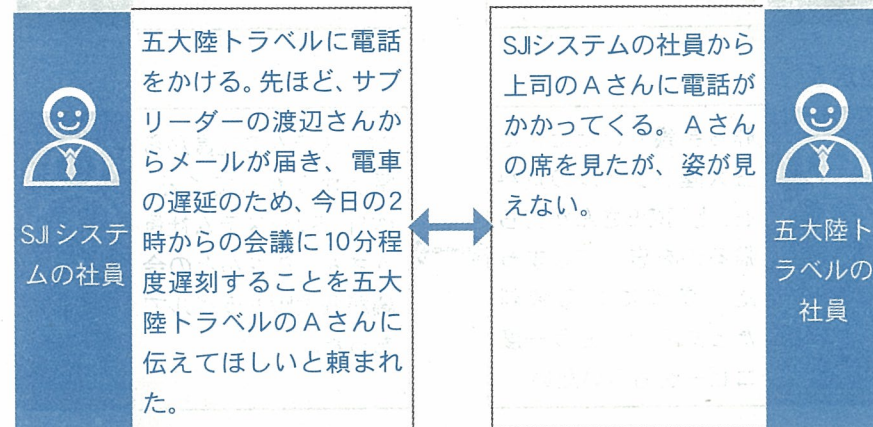 SJIシステ
ムの社員
五大陸トラベルに電話
をかける。先ほど、サブ
リーダーの渡辺さんか
らメールが届き、電車
の遅延のため、今日の2
時からの会議に10分程
度遅刻することを五大
陸トラベルのAさんに
伝えてほしいと頼まれ
た。
SJIシステムの社員から
上司のAさんに電話が
かかってくる。Aさん
の席を見たが、姿が見
えない。
五大陸ト
ラベルの
社員